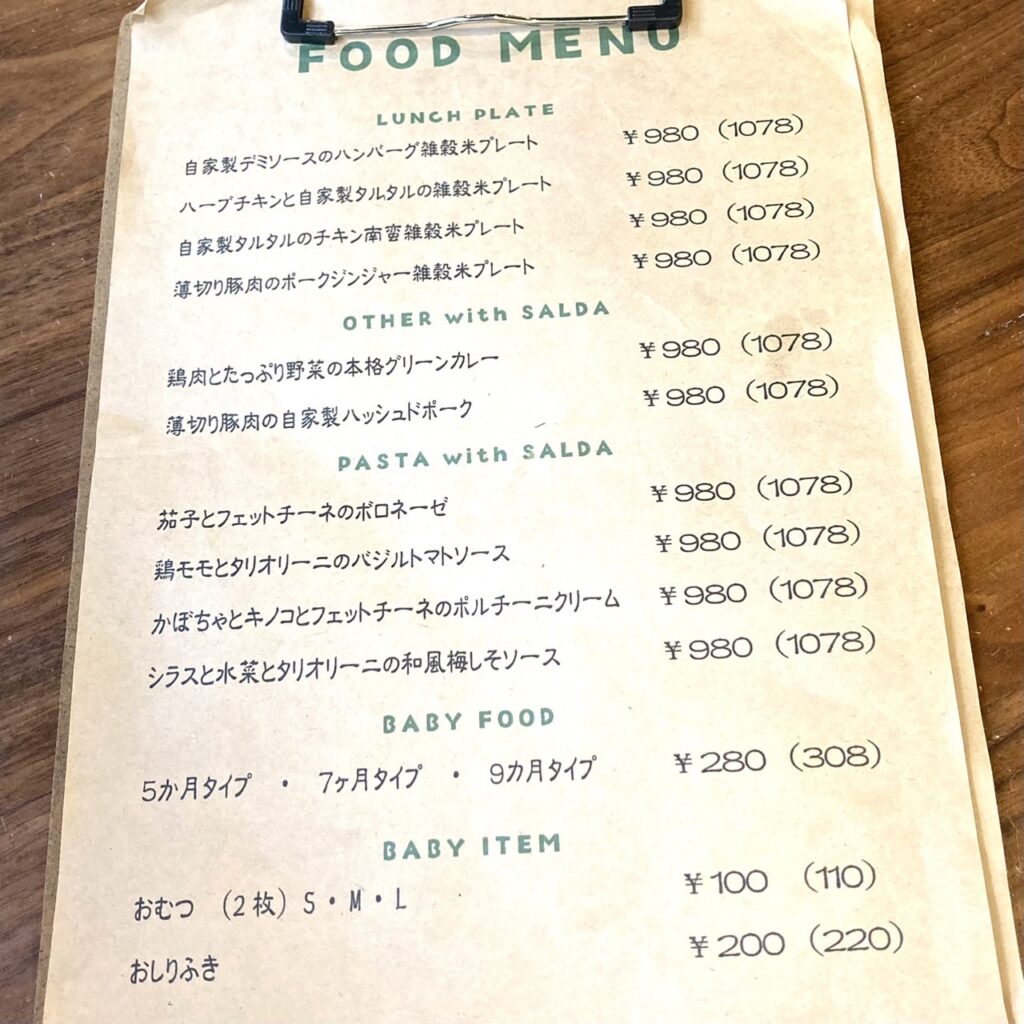 FOOD MENU
LUNCH PLATE
自家製デミソースのハンバーグ雑穀米プレート ¥980 (1078)
ハーブチキンと自家製タルタルの雑穀米プレート ¥980 (1078)
自家製タルタルのチキン南蛮雑穀米プレート ¥980 (1078)
薄切り豚肉のポークジンジャー雑穀米プレート ¥980 (1078)
OTHER with SALDA
鶏肉とたっぷり野菜の本格グリーンカレー ¥980 (1078)
薄切り豚肉の自家製ハッシュドポーク ¥980 (1078)
PASTA with SALDA
茄子とフェットチーネのボロネーゼ ¥980 (1078)
鶏モモとタリオリーニのバジルトマトソース ¥980 (1078)
かぼちゃとキノコとフェットチーネのポルチーニクリーム ¥980 (1078)
シラスと水菜とタリオリーニの和風梅しそソース ¥980 (1078)
BABY FOOD
5か月タイプ ・ 7ヶ月タイプ ・ 9カ月タイプ ¥280 (308)
BABY ITEM
おむつ (2枚) S・M・L ¥100 (110)
おしりふき ¥200 (220)